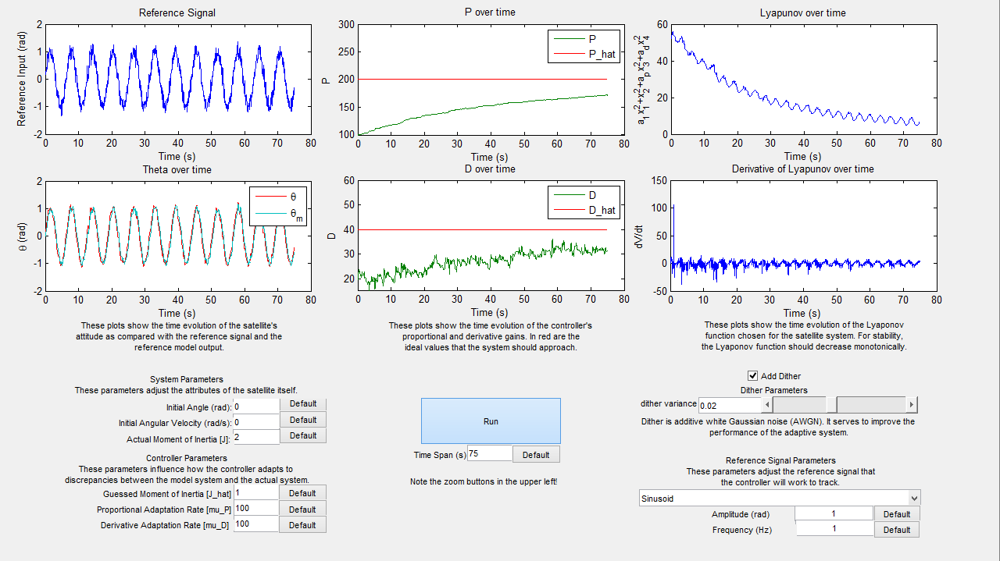 Reference Signal
Reference Input (rad)
2
1
0
-1
-2
0 10 20 30 40 50 60 70 80
Time (s)
Theta over time
θ (rad)
2
1
0
-1
-2
θ
θm
0 10 20 30 40 50 60 70 80
Time (s)
These plots show the time evolution of the satellite's
attitude as compared with the reference signal and the
reference model output.
P over time
P
300
250
200
150
100
P
P_hat
0 10 20 30 40 50 60 70 80
Time (s)
D over time
D
60
50
40
30
20
D
D_hat
0 10 20 30 40 50 60 70 80
Time (s)
These plots show the time evolution of the controller's
proportional and derivative gains. In red are the
ideal values that the system should approach.
Lyapunov over time
a1x1^2+x2^2+apx3^2+adx4^2
60
40
20
0
0 10 20 30 40 50 60 70 80
Time (s)
Derivative of Lyapunov over time
dV/dt
150
100
50
0
-50
0 10 20 30 40 50 60 70 80
Time (s)
These plots show the time evolution of the Lyaponov
function chosen for the satellite system. For stability,
the Lyaponov function should decrease monotonically.
System Parameters
These parameters adjust the attributes of the satellite itself.
Initial Angle (rad): 0 Default
Initial Angular Velocity (rad/s): 0 Default
Actual Moment of Inertia [J]: 2 Default
Controller Parameters
These parameters influence how the controller adapts to
discrepancies between the model system and the actual system.
Guessed Moment of Inertia [J_hat] 1 Default
Proportional Adaptation Rate [mu_P] 100 Default
Derivative Adaptation Rate [mu_D] 100 Default
Run
Time Span (s) 75 Default
Note the zoom buttons in the upper left!
Add Dither
Dither Parameters
dither variance 0.02
Dither is additive white Gaussian noise (AWGN). It serves to improve the
performance of the adaptive system.
Reference Signal Parameters
These parameters adjust the reference signal that
the controller will work to track.
Sinusoid
Amplitude (rad) 1 Default
Frequency (Hz) 1 Default